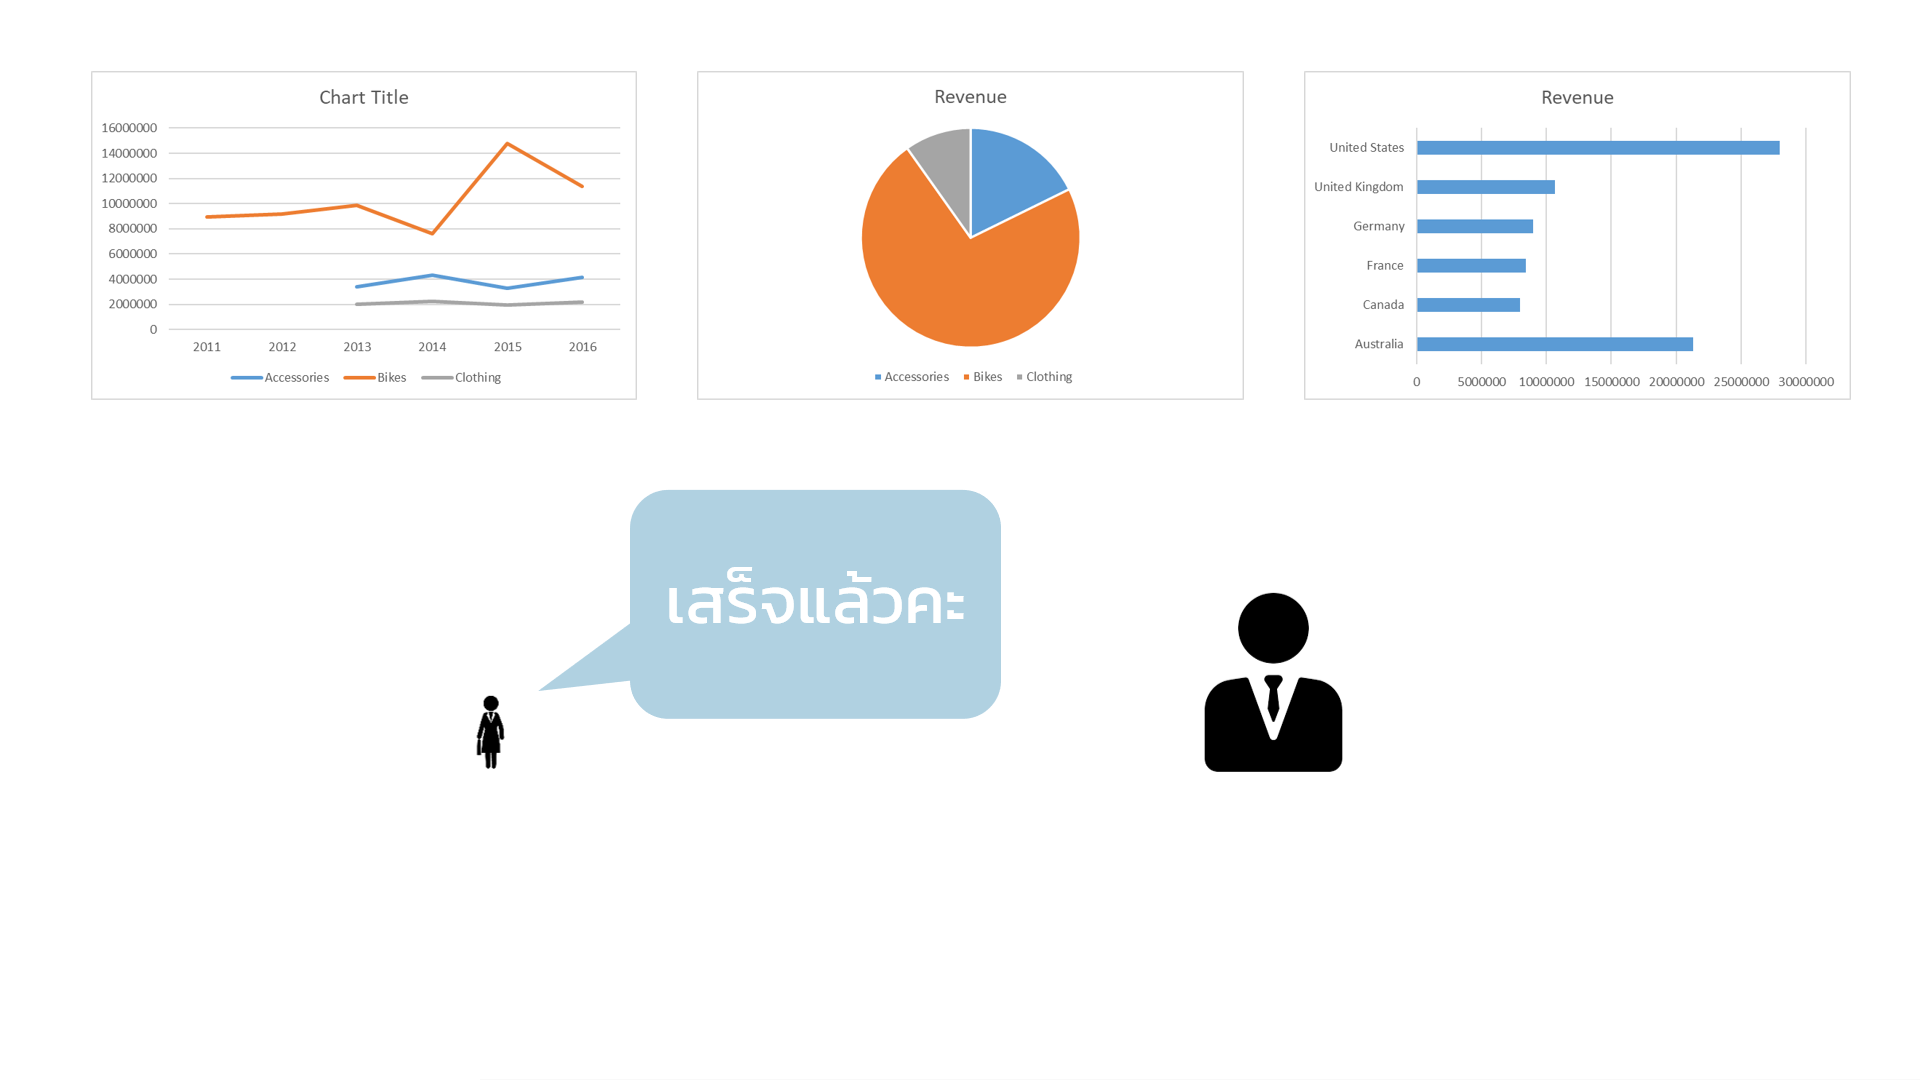 Chart Title
16000000
14000000
12000000
10000000
8000000
6000000
4000000
2000000
0
2011 2012 2013 2014 2015 2016
Accessories Bikes Clothing
Revenue
Accessories Bikes Clothing
Revenue
United States
United Kingdom
Germany
France
Canada
Australia
0 5000000 10000000 15000000 20000000 25000000 30000000
เสร็จแล้วคะ